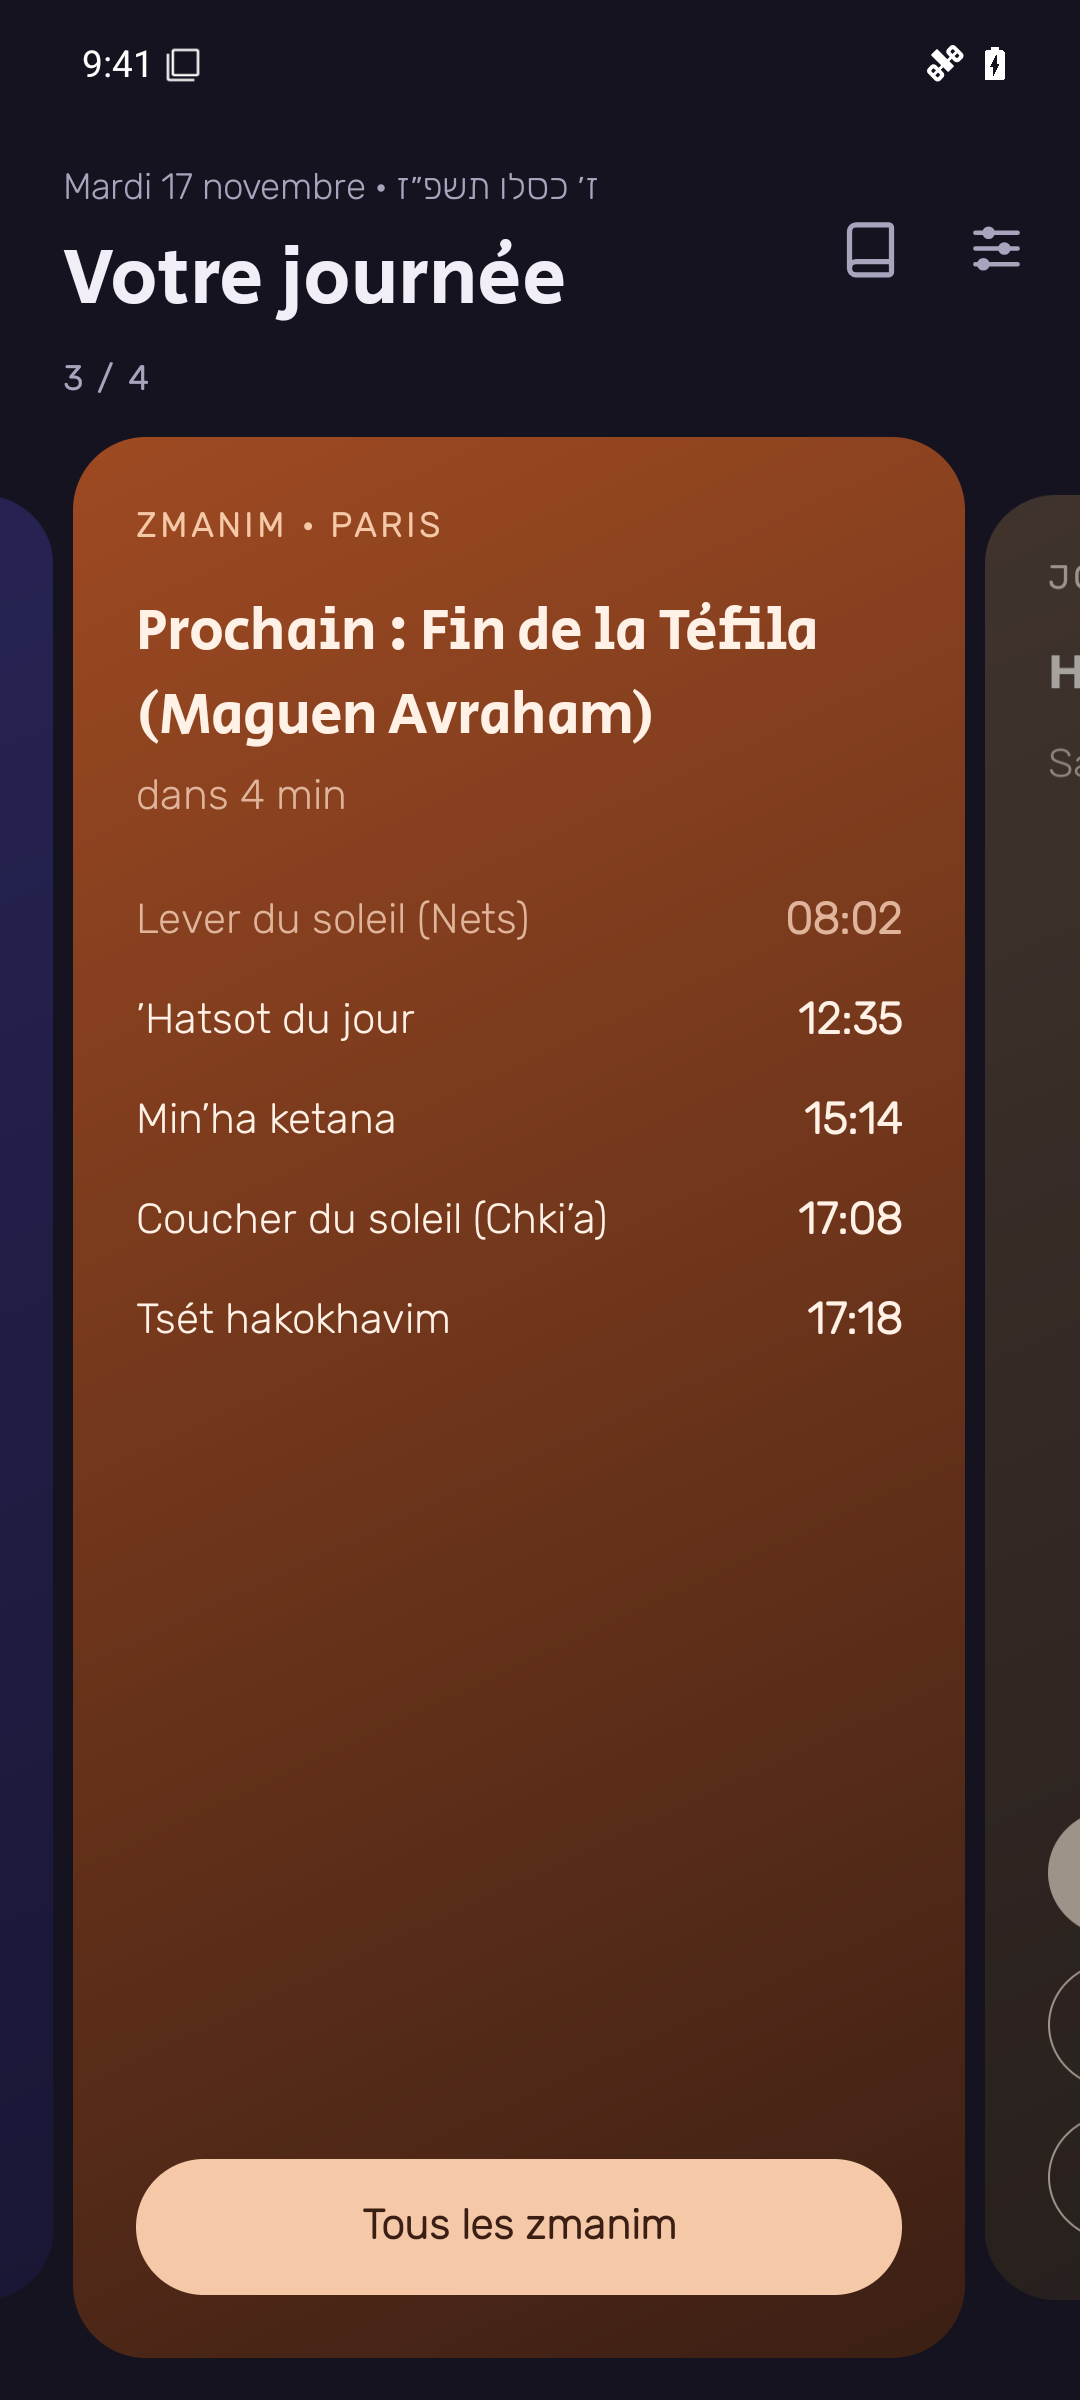 9:41
Mardi 17 novembre • ז׳ כסלו תשפ״ז
Votre journée
3 / 4
ZMANIM • PARIS
Prochain : Fin de la Téfila
(Maguen Avraham)
dans 4 min
Lever du soleil (Nets) 08:02
’Hatsot du jour 12:35
Min’ha ketana 15:14
Coucher du soleil (Chki’a) 17:08
Tsét hakokhavim 17:18
Tous les zmanim